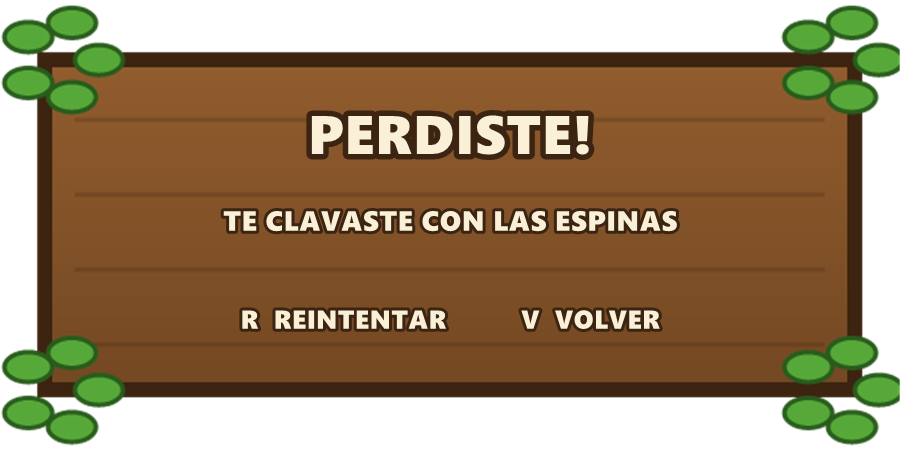 PERDISTE!
TE CLAVASTE CON LAS ESPINAS
R REINTENTAR V VOLVER